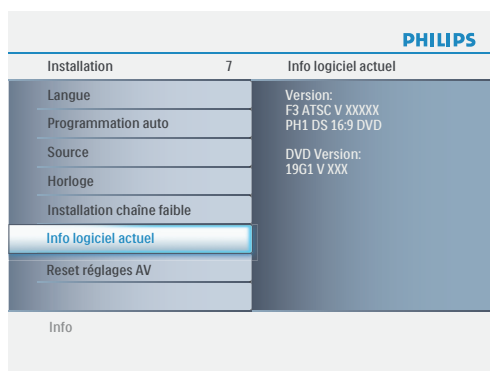 PHILIPS
Installation 7
Info logiciel actuel
Langue
Programmation auto
Source
Horloge
Installation chaîne faible
Info logiciel actuel
Reset réglages AV
Version:
F3 ATSC V XXXXX
PH1 DS 16:9 DVD
DVD Version:
19G1 V XXX
Info